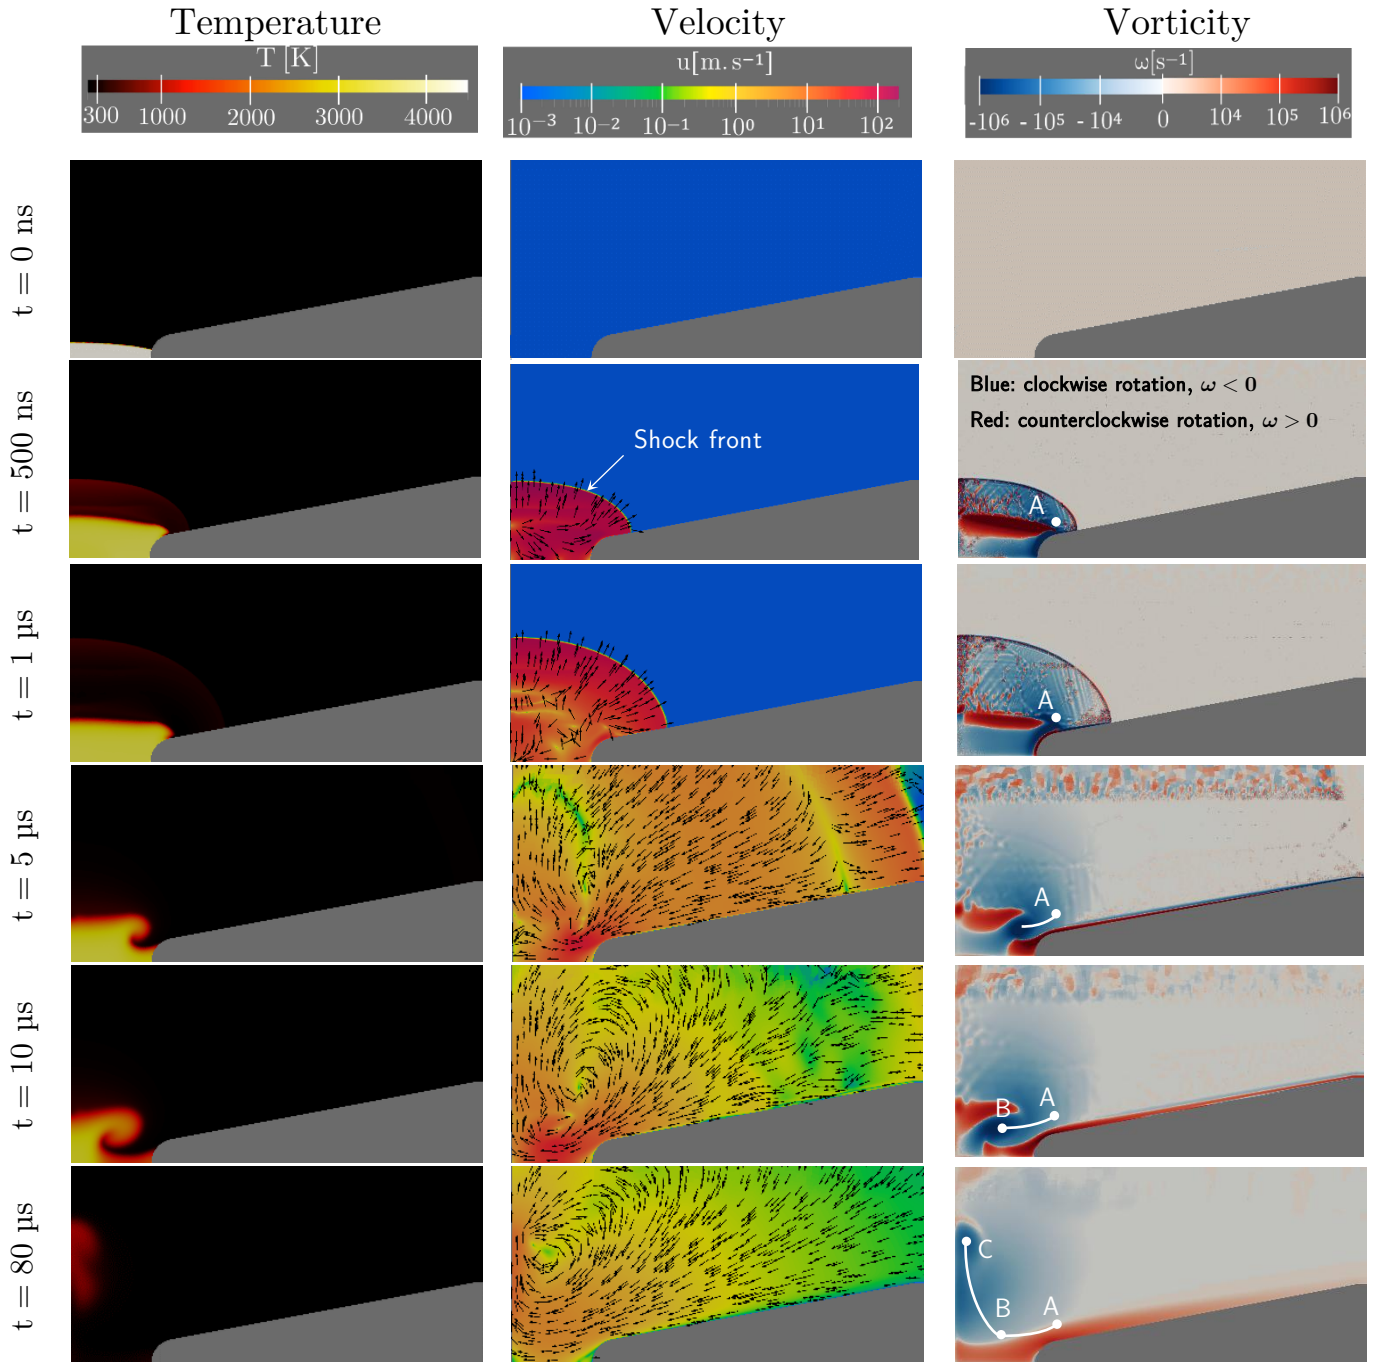 Temperature Velocity Vorticity
T [K] u[m.s⁻¹] ω[s⁻¹]
300 1000 2000 3000 4000 10⁻³ 10⁻² 10⁻¹ 10⁰ 10¹ 10² -10⁶ -10⁵ -10⁴ 0 10⁴ 10⁵ 10⁶
t = 0 ns
t = 500 ns
Shock front
Blue: clockwise rotation, ω < 0
Red: counterclockwise rotation, ω > 0
A
t = 1 µs
A
t = 5 µs
A
t = 10 µs
B A
t = 80 µs
C
B A